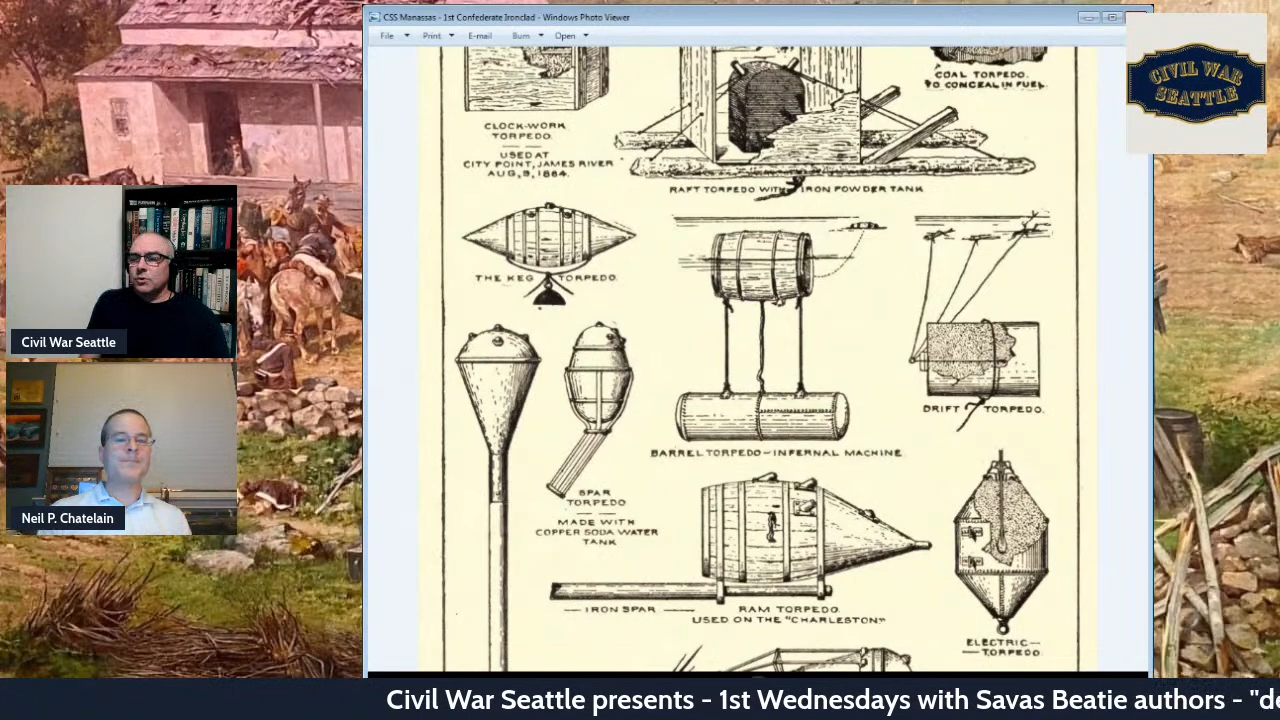 CSS Manassas - 1st Confederate Ironclad - Windows Photo Viewer
File Print E-mail Burn Open
CIVIL WAR
SEATTLE
COAL TORPEDO.
TO CONCEAL IN FUEL.
CLOCK-WORK
TORPEDO.
USED AT
CITY POINT, JAMES RIVER
AUG, 9, 1864.
RAFT TORPEDO WITH IRON POWDER TANK
THE KEG TORPEDO.
DRIFT TORPEDO.
BARREL TORPEDO-INFERNAL MACHINE
SPAR
TORPEDO
MADE WITH
COPPER SODA WATER
TANK
IRON SPAR
RAM TORPEDO.
USED ON THE "CHARLESTON"
ELECTRIC-
TORPEDO.
Civil War Seattle
Neil P. Chatelain
Civil War Seattle presents - 1st Wednesdays with Savas Beatie authors - "de